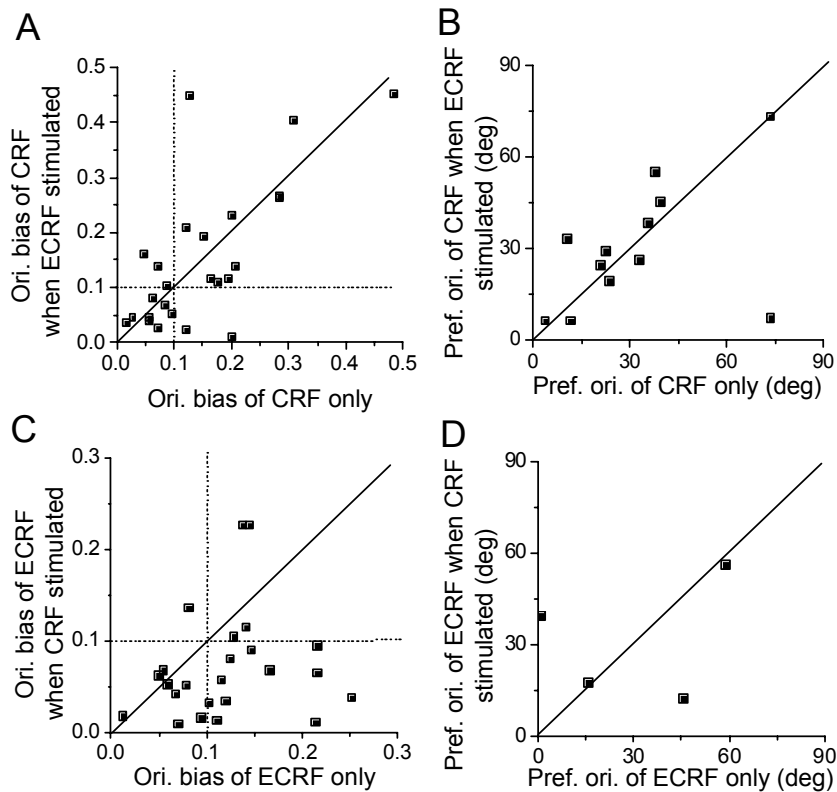 A
Ori. bias of CRF
when ECRF stimulated
0.5
0.4
0.3
0.2
0.1
0.0
0.0 0.1 0.2 0.3 0.4 0.5
Ori. bias of CRF only
B
Pref. ori. of CRF when ECRF
stimulated (deg)
90
60
30
0
0 30 60 90
Pref. ori. of CRF only (deg)
C
Ori. bias of ECRF
when CRF stimulated
0.3
0.2
0.1
0.0
0.0 0.1 0.2 0.3
Ori. bias of ECRF only
D
Pref. ori. of ECRF when CRF
stimulated (deg)
90
60
30
0
0 30 60 90
Pref. ori. of ECRF only (deg)